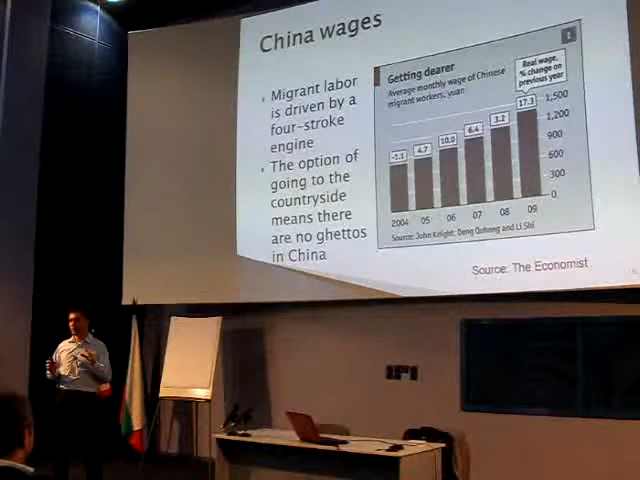 China wages
Migrant labor
is driven by a
four-stroke
engine
The option of
going to the
countryside
means there
are no ghettos
in China
Getting dearer
Average monthly wage of Chinese
migrant workers, yuan
1
Real wage,
% change on
previous year
-1.1
4.7
10.0
6.4
3.2
17.3
1,500
1,200
900
600
300
0
2004 05 06 07 08 09
Source: John Knight; Deng Quheng and Li Shi
Source: The Economist